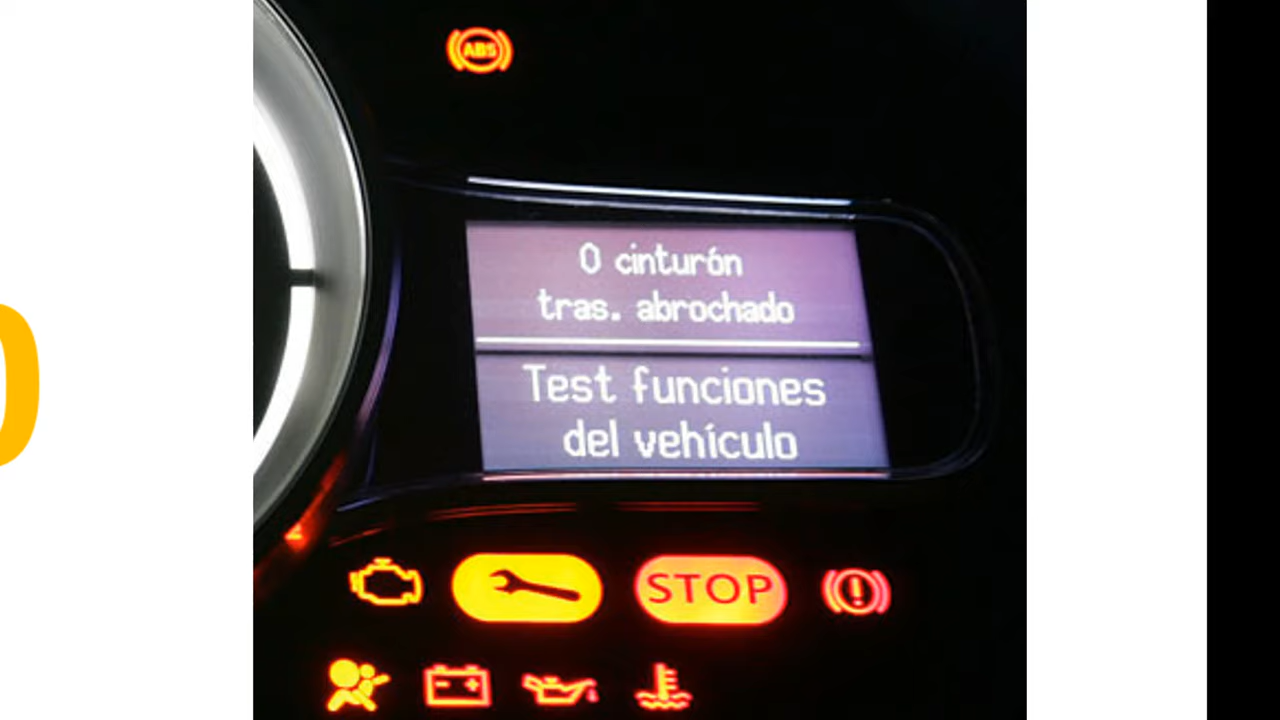 ABS
0 cinturón
tras. abrochado
Test funciones
del vehículo
STOP